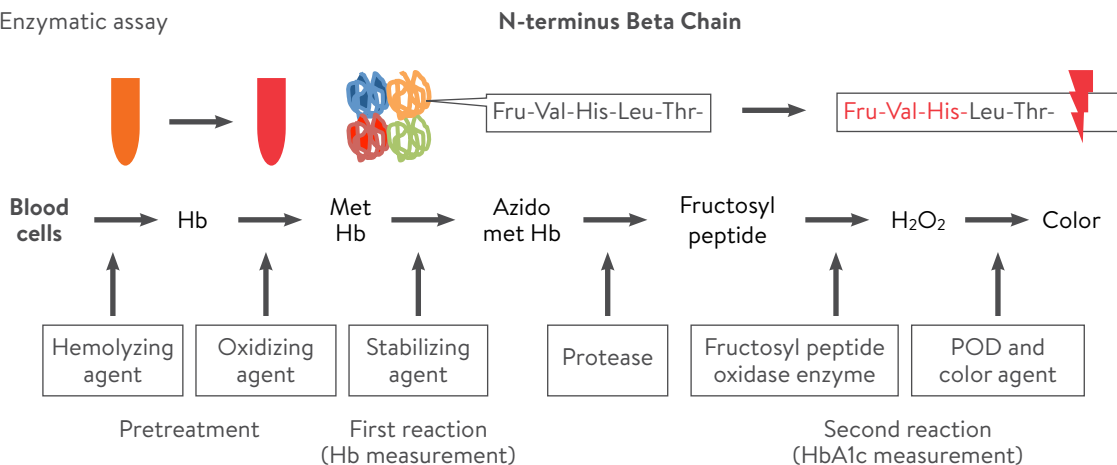 Enzymatic assay
N-terminus Beta Chain
Fru-Val-His-Leu-Thr-
Fru-Val-His-Leu-Thr-
Blood
cells
Hb
Met
Hb
Azido
met Hb
Fructosyl
peptide
H₂O₂
Color
Hemolyzing
agent
Oxidizing
agent
Stabilizing
agent
Protease
Fructosyl peptide
oxidase enzyme
POD and
color agent
Pretreatment
First reaction
(Hb measurement)
Second reaction
(HbA1c measurement)